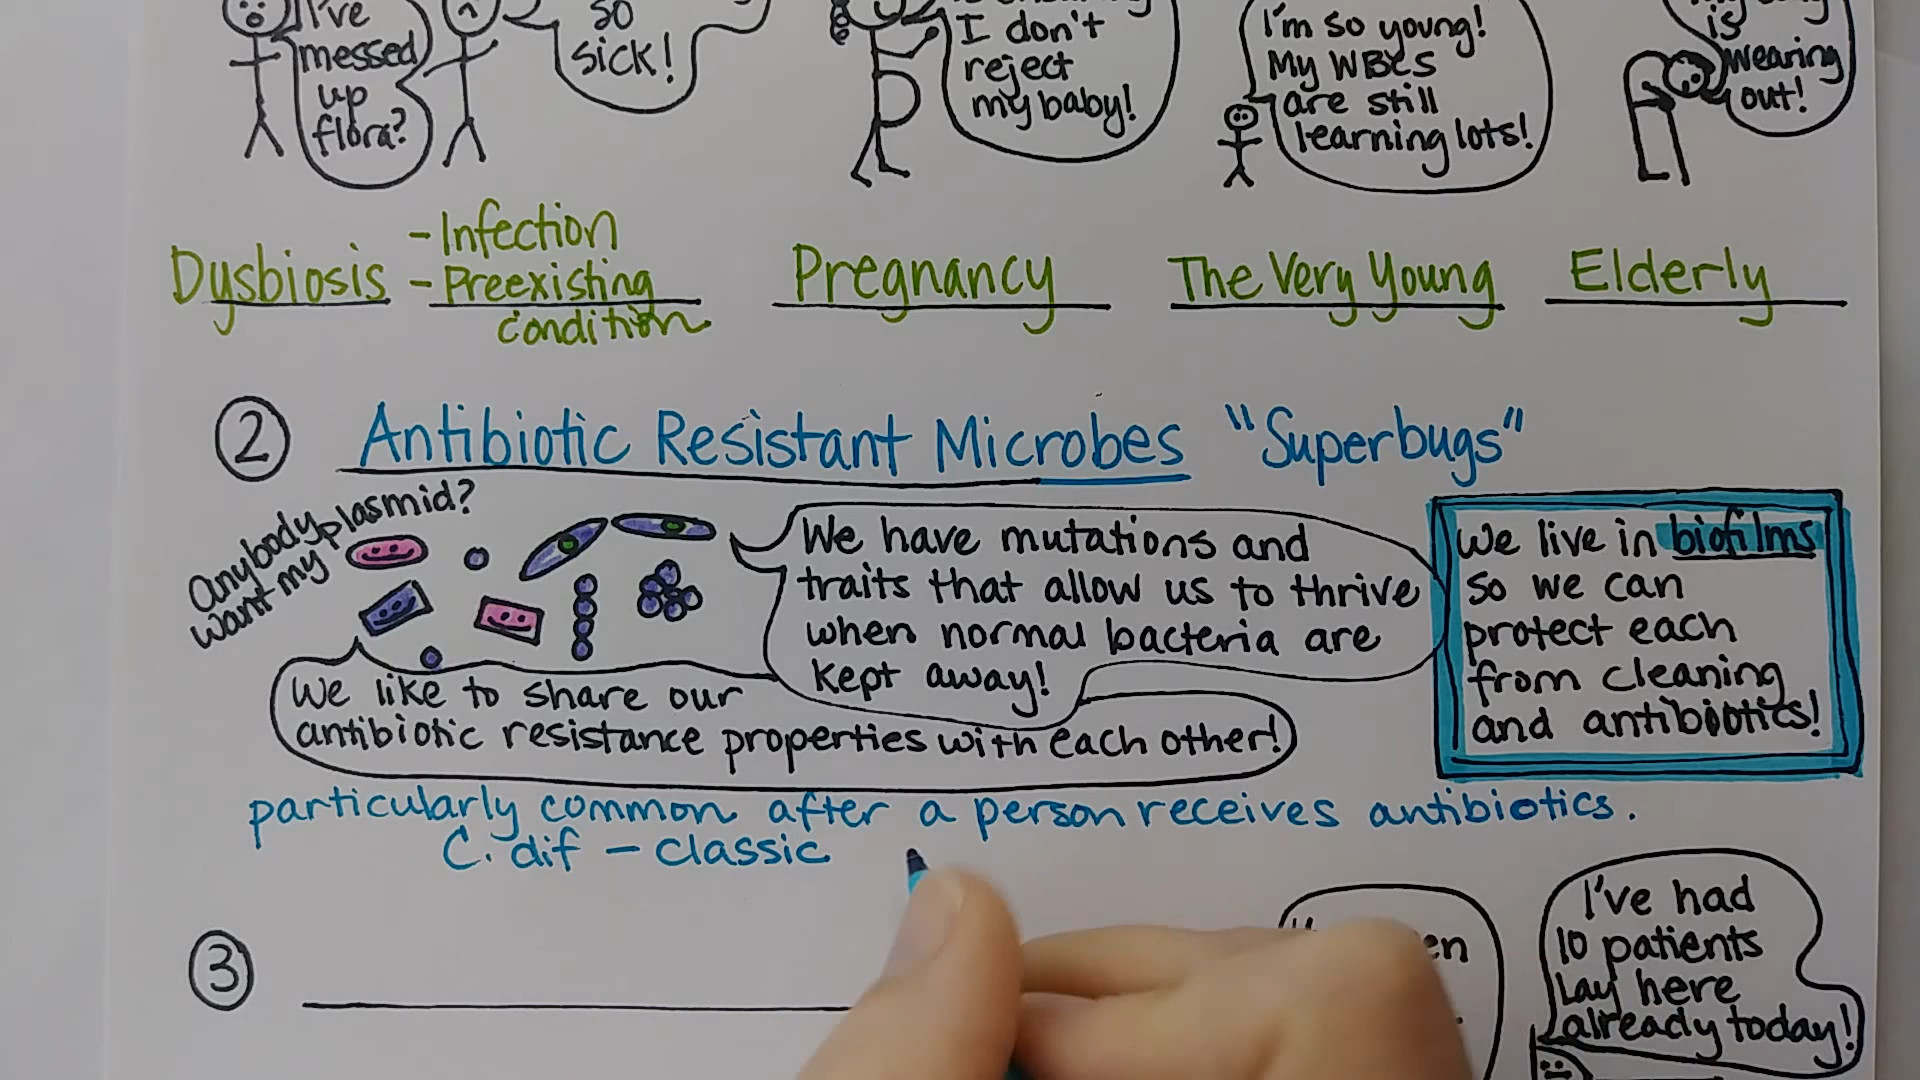 I've
messed
up
flora?
so
sick!
I don't
reject
my baby!
I'm so young!
My WBCs
are still
learning lots!
is
wearing
out!
Dysbiosis
- Infection
- Preexisting
condition
Pregnancy
The Very Young
Elderly
2
Antibiotic Resistant Microbes "Superbugs"
Anybody
want my plasmid?
We have mutations and
traits that allow us to thrive
when normal bacteria are
kept away!
We like to share our
antibiotic resistance properties with each other!
We live in biofilms
so we can
protect each
from cleaning
and antibiotics!
particularly common after a person receives antibiotics.
C. dif - classic
3
I've had
10 patients
lay here
already today!